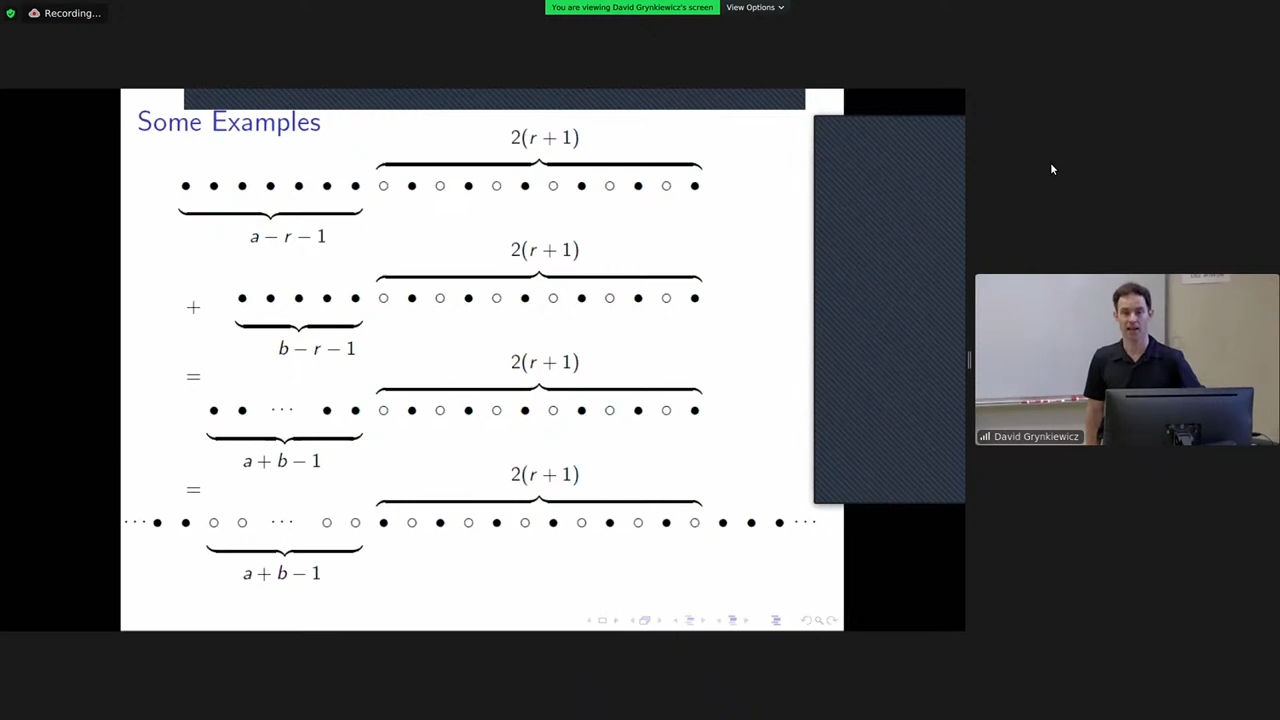 Recording...
You are viewing David Grynkiewicz's screen
View Options
Some Examples
2(r + 1)
a − r − 1
2(r + 1)
+
b − r − 1
2(r + 1)
=
···
a + b − 1
2(r + 1)
=
··· ··· ···
a + b − 1
David Grynkiewicz